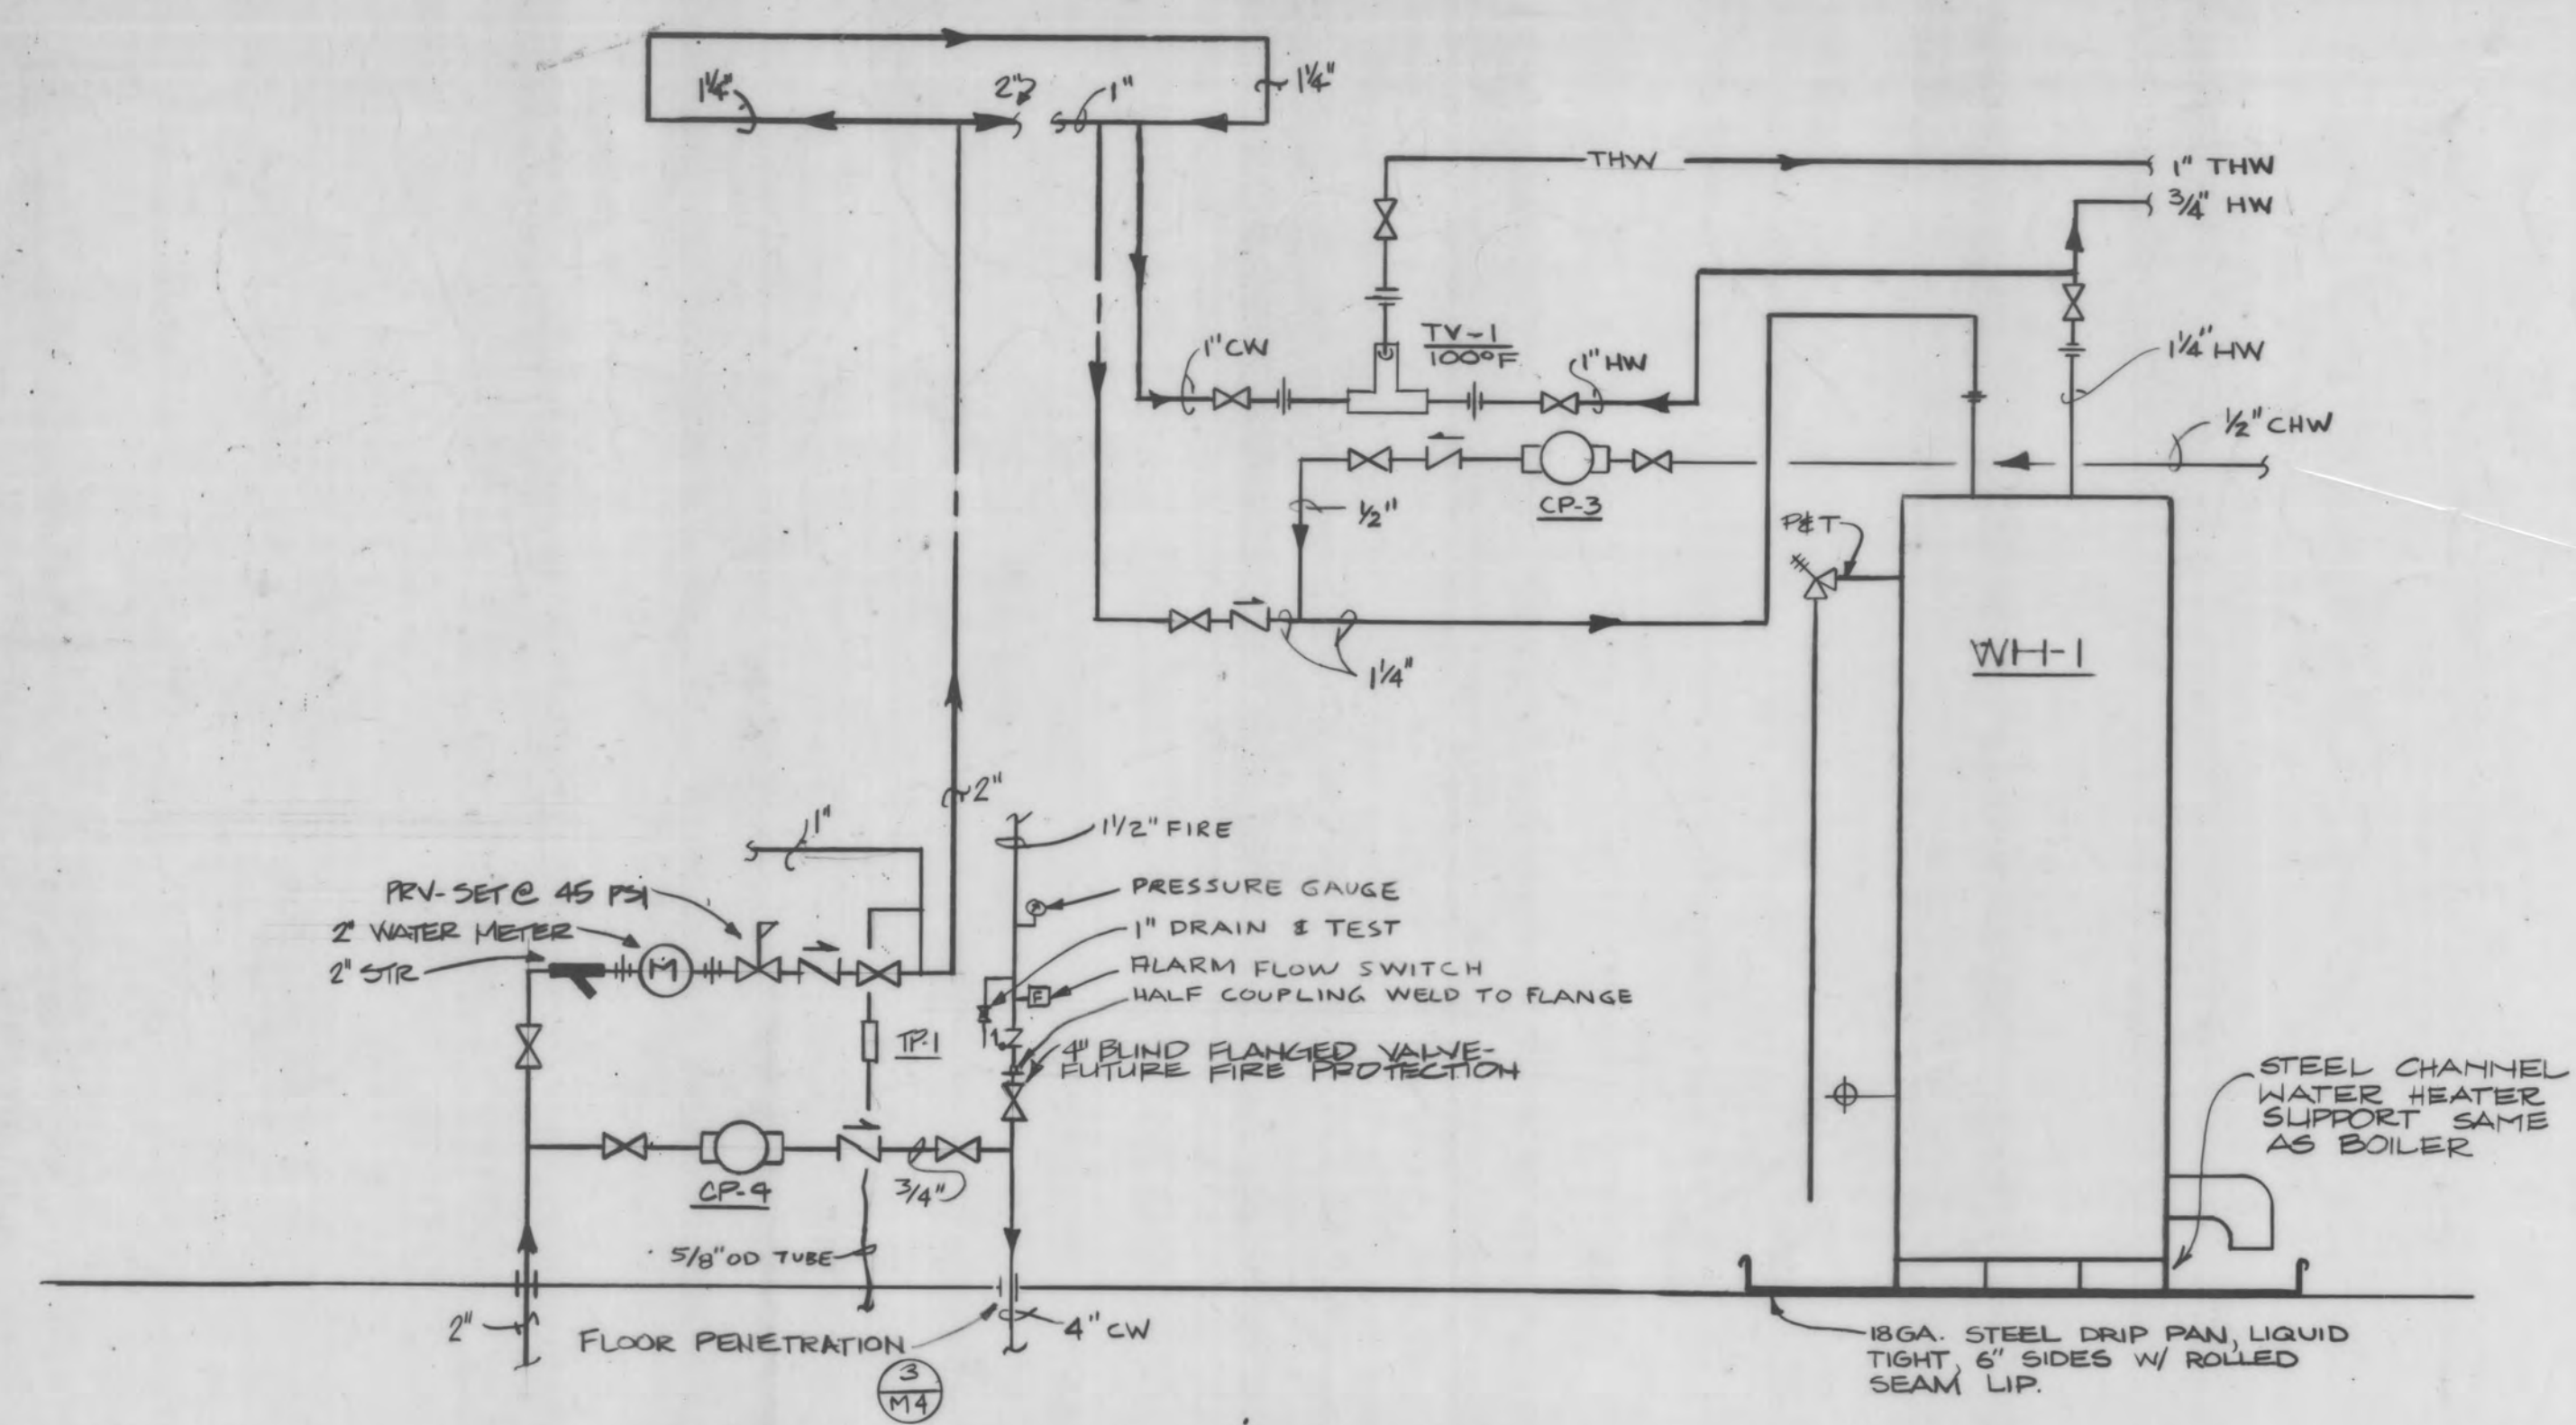 1¼"
2"
1"
1¼"
THW
1" THW
3/4" HW
TV-1
100°F
1" CW
1" HW
1¼" HW
½" CHW
½"
CP-3
P&T
1¼"
WH-1
2"
1"
1½" FIRE
PRV-SET @ 45 PSI
2" WATER METER
2" STR
M
PRESSURE GAUGE
1" DRAIN & TEST
ALARM FLOW SWITCH
F
HALF COUPLING WELD TO FLANGE
TP-1
4" BLIND FLANGED VALVE-
FUTURE FIRE PROTECTION
CP-4
3/4"
5/8" OD TUBE
STEEL CHANNEL
WATER HEATER
SUPPORT SAME
AS BOILER
2"
FLOOR PENETRATION
3
M4
4" CW
18GA. STEEL DRIP PAN, LIQUID
TIGHT, 6" SIDES W/ ROLLED
SEAM LIP.